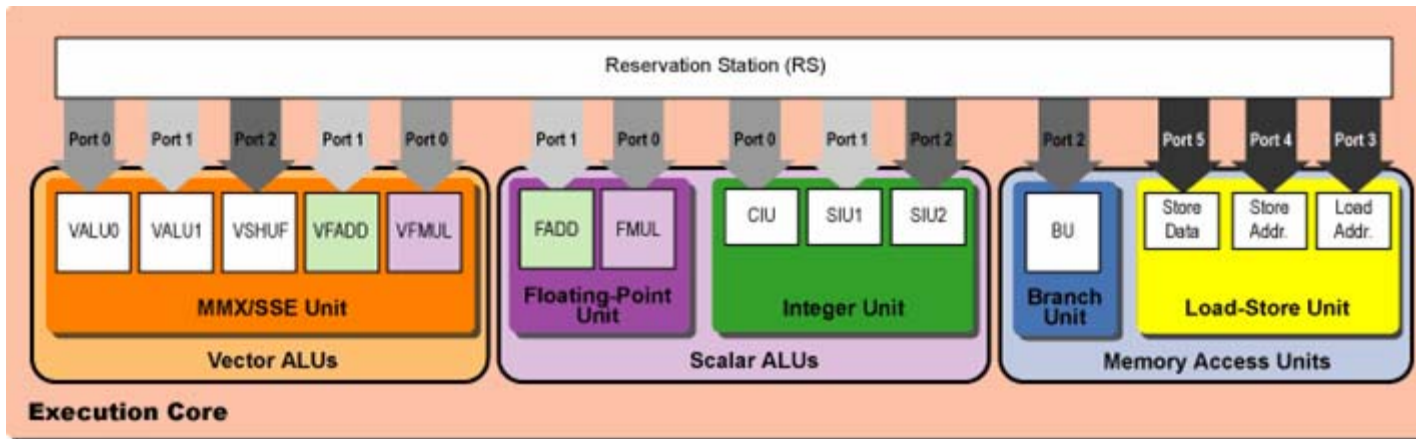 Reservation Station (RS)
Port 0 Port 1 Port 2 Port 1 Port 0 Port 1 Port 0 Port 0 Port 1 Port 2 Port 2 Port 5 Port 4 Port 3
VALU0 VALU1 VSHUF VFADD VFMUL
MMX/SSE Unit
Vector ALUs
FADD FMUL
Floating-Point
Unit
CIU SIU1 SIU2
Integer Unit
Scalar ALUs
BU
Branch
Unit
Store
Data
Store
Addr.
Load
Addr.
Load-Store Unit
Memory Access Units
Execution Core